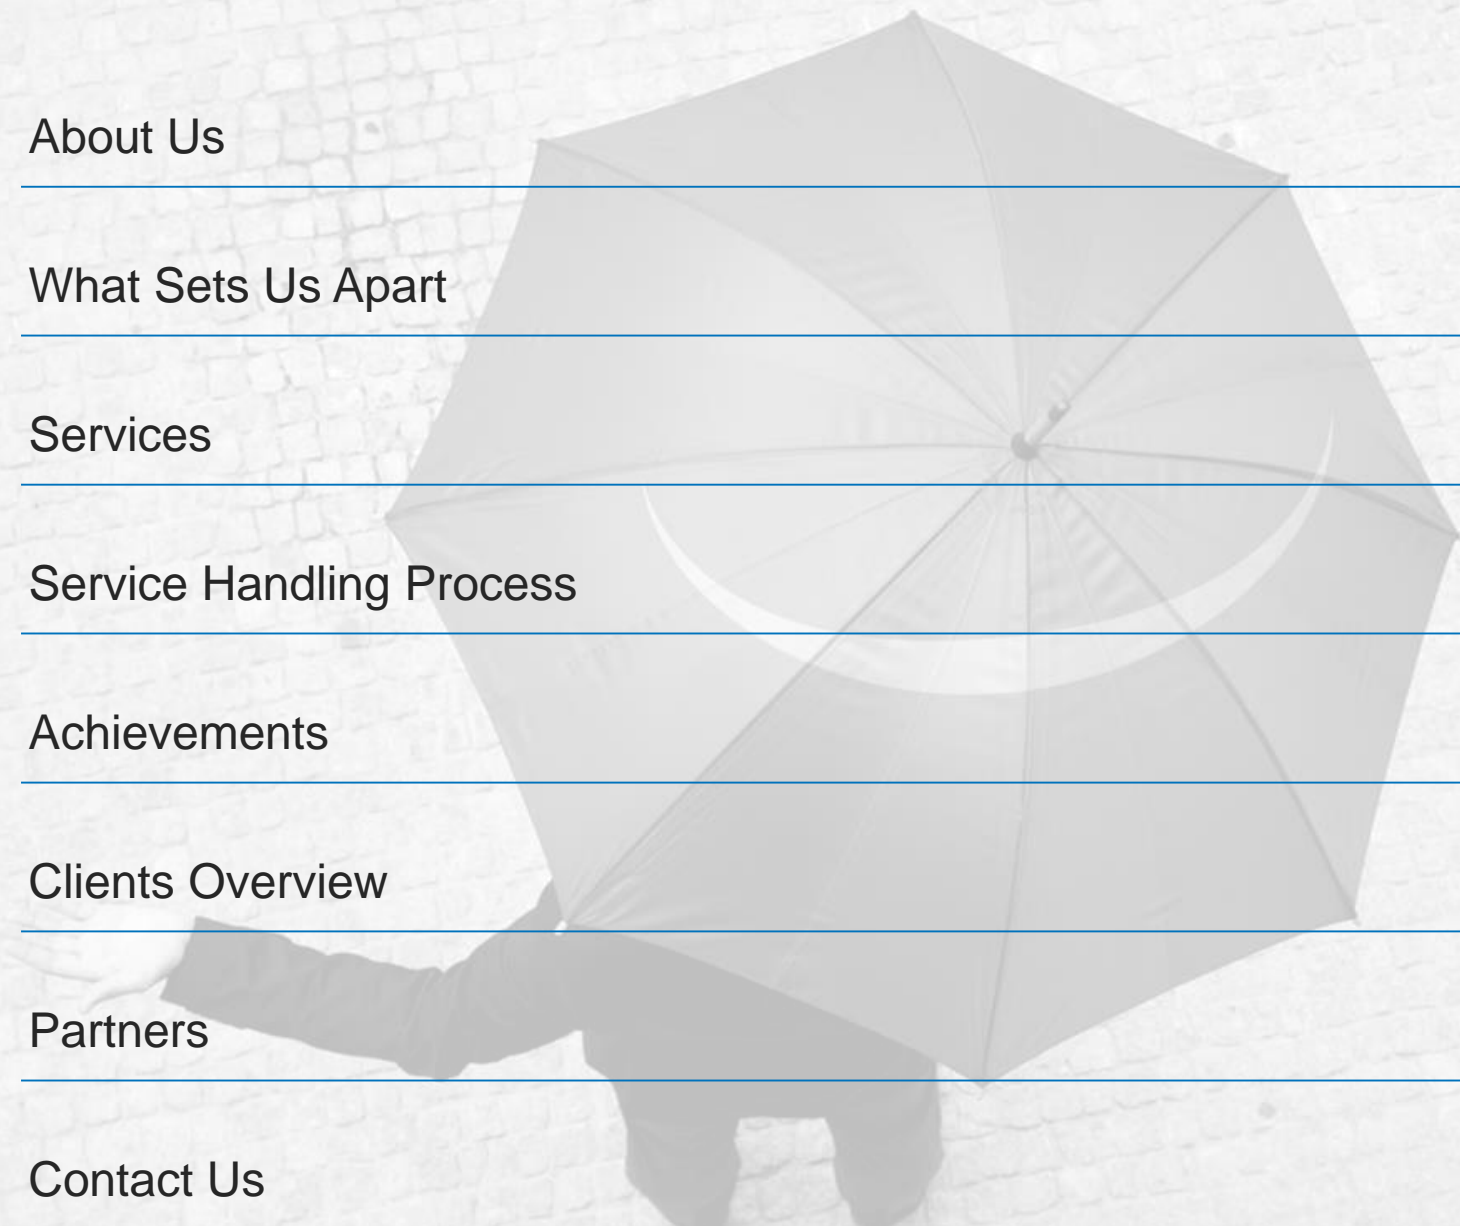 About Us
What Sets Us Apart
Services
Service Handling Process
Achievements
Clients Overview
Partners
Contact Us